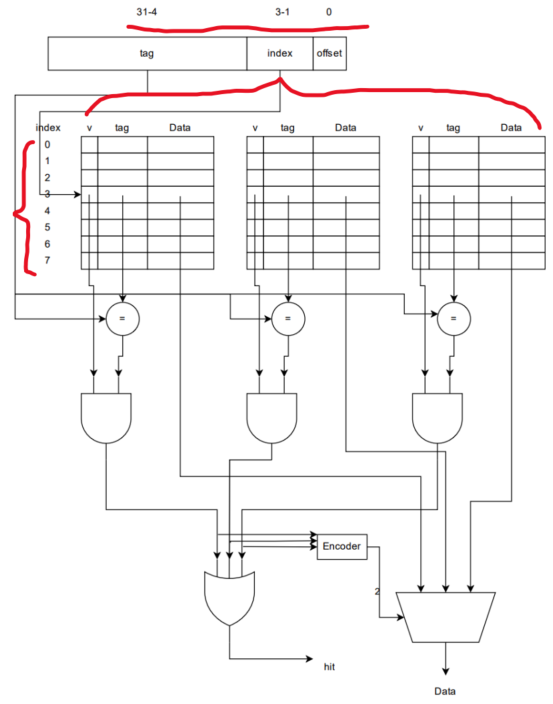 31-4 3-1 0
tag index offset
index v tag Data v tag Data v tag Data
0
1
2
3
4
5
6
7
= = =
Encoder
2
hit
Data